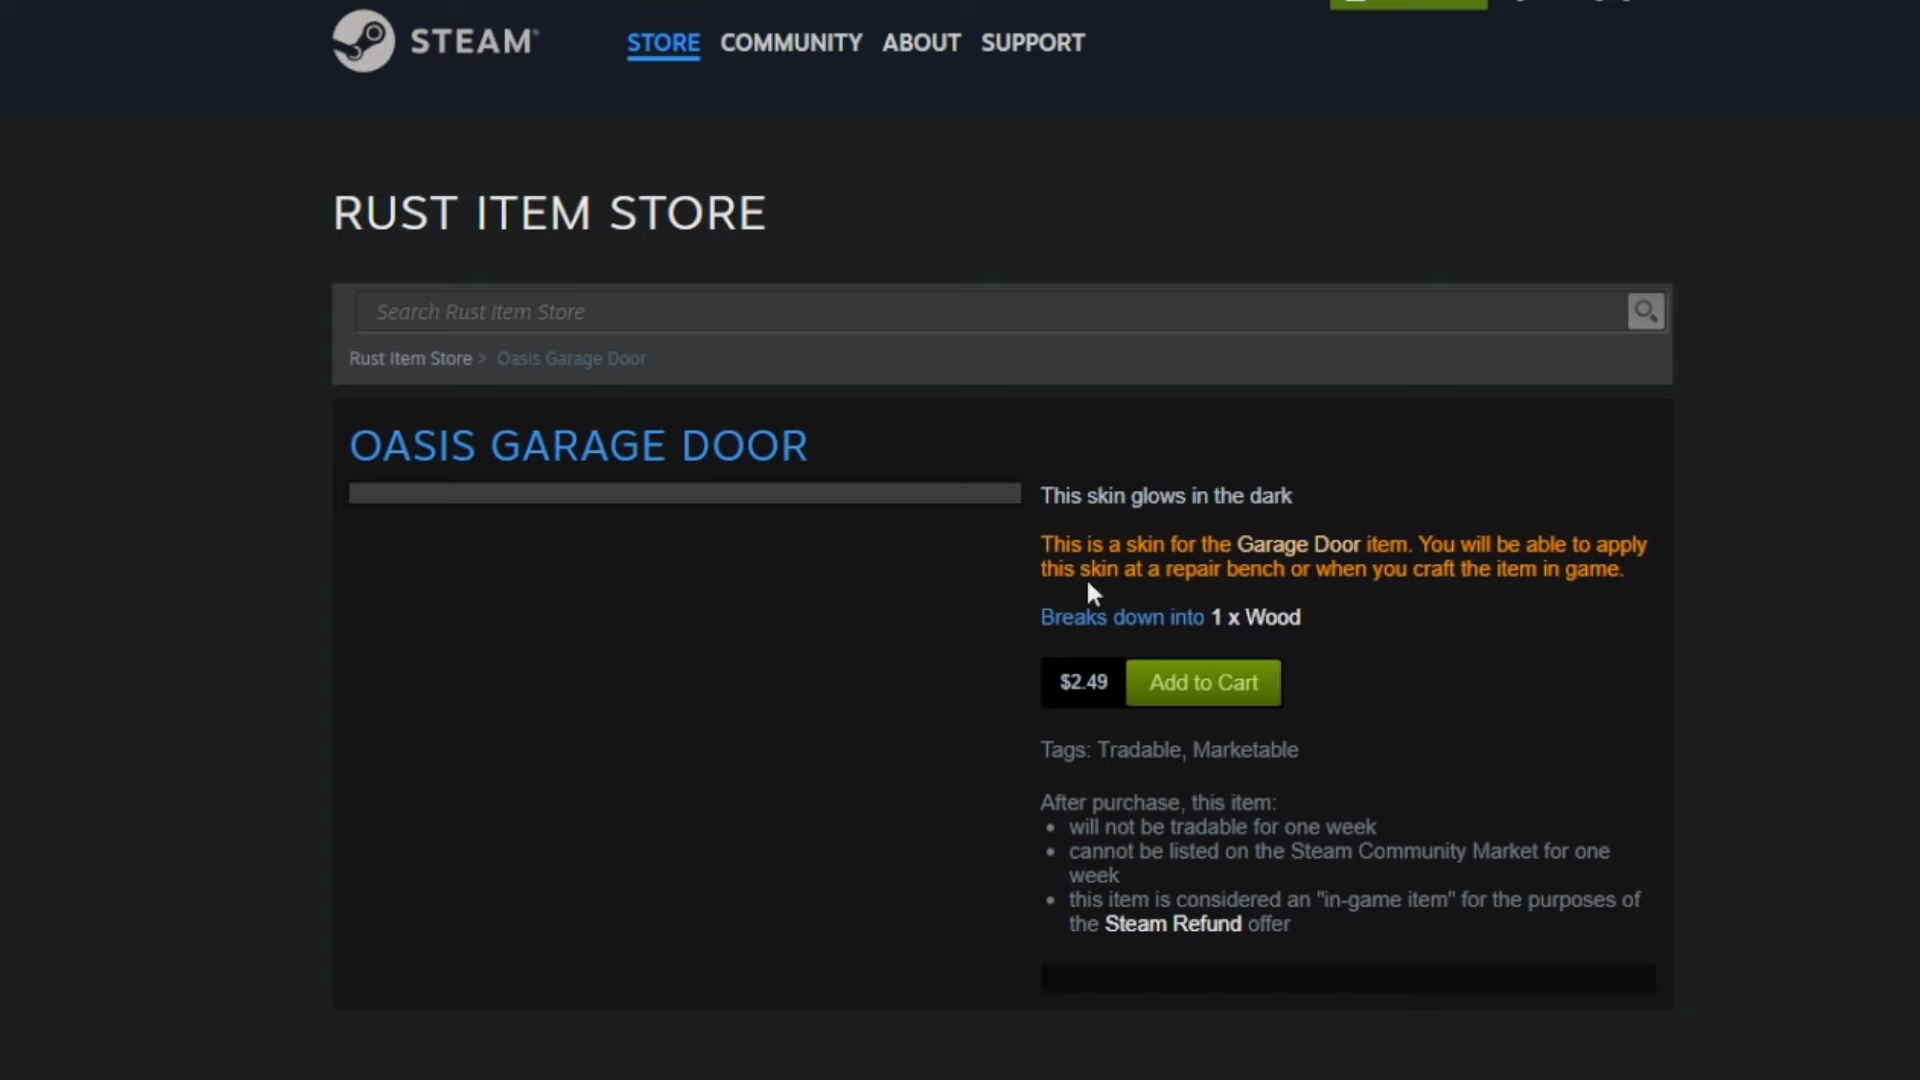 STEAM
STORE COMMUNITY ABOUT SUPPORT
RUST ITEM STORE
Search Rust Item Store
Rust Item Store > Oasis Garage Door
OASIS GARAGE DOOR
This skin glows in the dark
This is a skin for the Garage Door item. You will be able to apply
this skin at a repair bench or when you craft the item in game.
Breaks down into 1 x Wood
$2.49 Add to Cart
Tags: Tradable, Marketable
After purchase, this item:
• will not be tradable for one week
• cannot be listed on the Steam Community Market for one
week
• this item is considered an "in-game item" for the purposes of
the Steam Refund offer